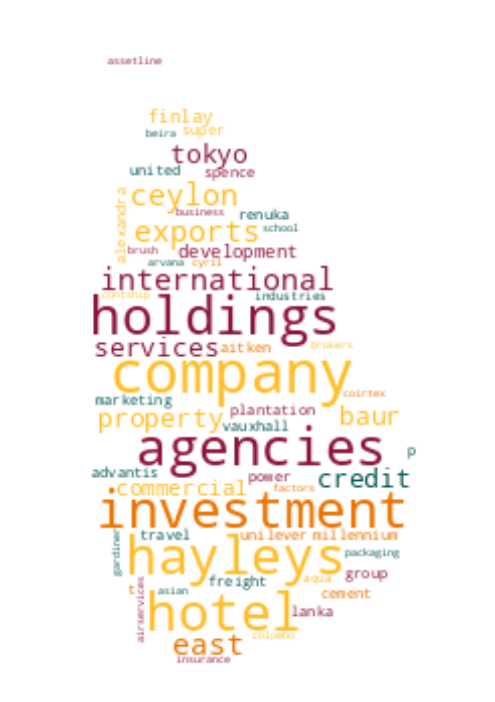 assetline
finlay
beira super
tokyo
united spence
ceylon
alexandra
business renuka
exports school
brush development
arvana cyril
international
contship industries
holdings
services aitken brokers
company
coirtex
marketing
plantation
property baur
vauxhall
agencies
p
advantis power credit
commercial factors
investment
travel unilever millennium
gardiner
hayleys packaging
freight aqua group
t asian cement
airservices
hotel lanka
colombo
east
insurance